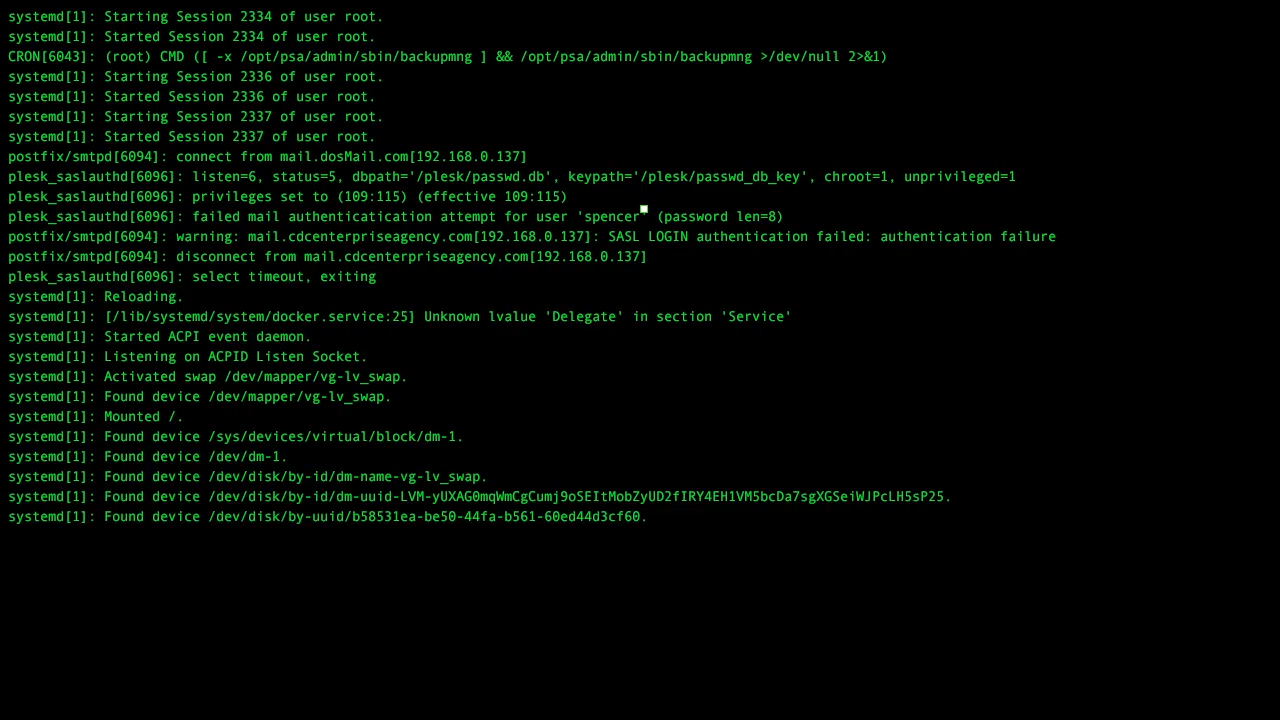 systemd[1]: Starting Session 2334 of user root.
systemd[1]: Started Session 2334 of user root.
CRON[6043]: (root) CMD ([ -x /opt/psa/admin/sbin/backupmng ] && /opt/psa/admin/sbin/backupmng >/dev/null 2>&1)
systemd[1]: Starting Session 2336 of user root.
systemd[1]: Started Session 2336 of user root.
systemd[1]: Starting Session 2337 of user root.
systemd[1]: Started Session 2337 of user root.
postfix/smtpd[6094]: connect from mail.dosMail.com[192.168.0.137]
plesk_saslauthd[6096]: listen=6, status=5, dbpath='/plesk/passwd.db', keypath='/plesk/passwd_db_key', chroot=1, unprivileged=1
plesk_saslauthd[6096]: privileges set to (109:115) (effective 109:115)
plesk_saslauthd[6096]: failed mail authenticatication attempt for user 'spencer' (password len=8)
postfix/smtpd[6094]: warning: mail.cdcenterpriseagency.com[192.168.0.137]: SASL LOGIN authentication failed: authentication failure
postfix/smtpd[6094]: disconnect from mail.cdcenterpriseagency.com[192.168.0.137]
plesk_saslauthd[6096]: select timeout, exiting
systemd[1]: Reloading.
systemd[1]: [/lib/systemd/system/docker.service:25] Unknown lvalue 'Delegate' in section 'Service'
systemd[1]: Started ACPI event daemon.
systemd[1]: Listening on ACPID Listen Socket.
systemd[1]: Activated swap /dev/mapper/vg-lv_swap.
systemd[1]: Found device /dev/mapper/vg-lv_swap.
systemd[1]: Mounted /.
systemd[1]: Found device /sys/devices/virtual/block/dm-1.
systemd[1]: Found device /dev/dm-1.
systemd[1]: Found device /dev/disk/by-id/dm-name-vg-lv_swap.
systemd[1]: Found device /dev/disk/by-id/dm-uuid-LVM-yUXAG0mqWmCgCumj9oSEItMobZyUD2fIRY4EH1VM5bcDa7sgXGSeiWJPcLH5sP25.
systemd[1]: Found device /dev/disk/by-uuid/b58531ea-be50-44fa-b561-60ed44d3cf60.